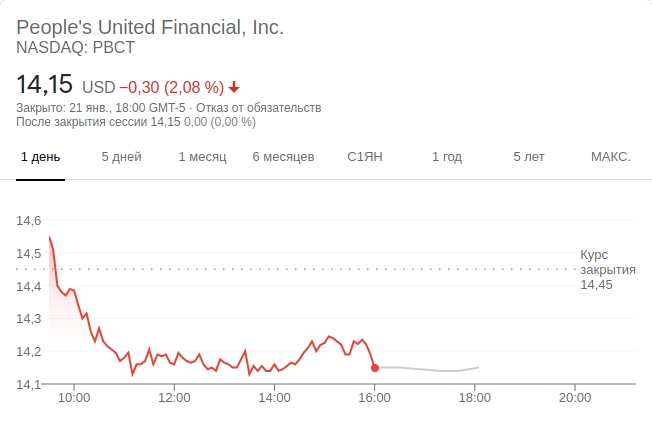 People's United Financial, Inc.
NASDAQ: PBCT
14,15 USD −0,30 (2,08 %)
Закрыто: 21 янв., 18:00 GMT-5 · Отказ от обязательств
После закрытия сессии 14,15 0,00 (0,00 %)
1 день 5 дней 1 месяц 6 месяцев С1ЯН 1 год 5 лет МАКС.
14,6
14,5
14,4
14,3
14,2
14,1
Курс
закрытия
14,45
10:00 12:00 14:00 16:00 18:00 20:00